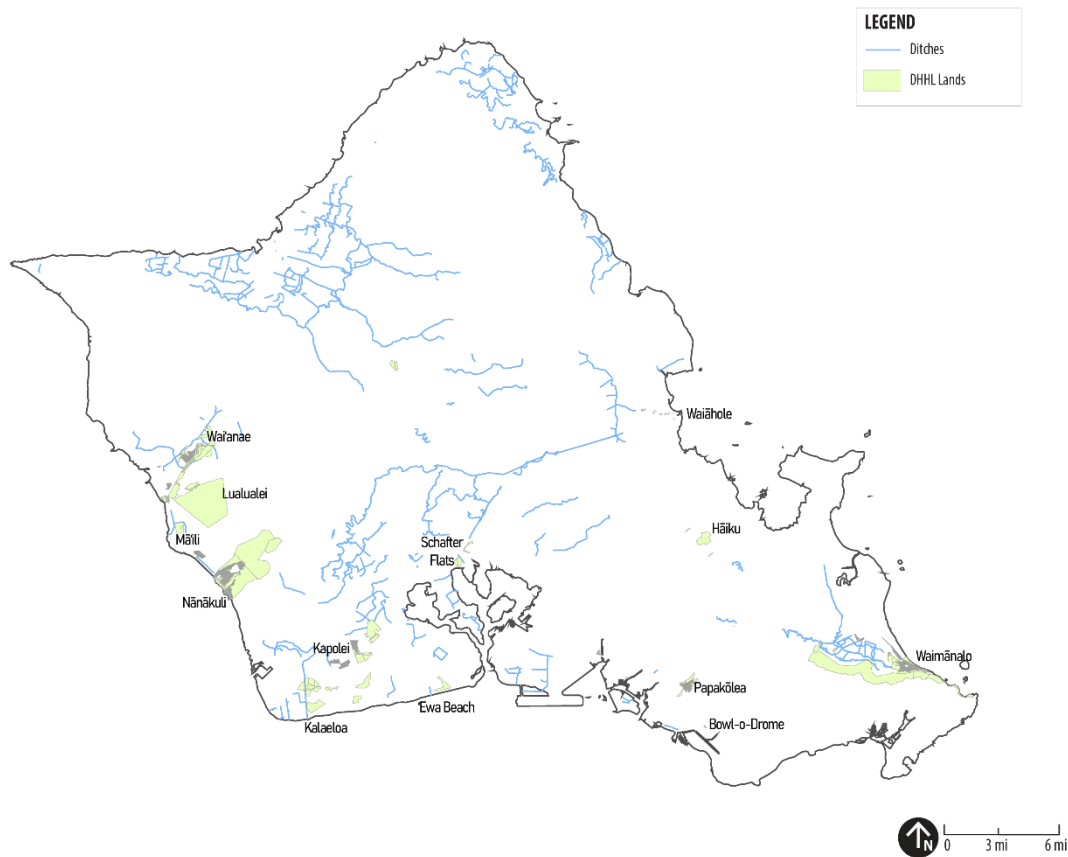 LEGEND
Ditches
DHHL Lands
Waiāhole
Wai'anae
Lualualei
Hāiku
Mā'ili
Schafter
Flats
Nānākuli
Kapolei
Waimānalo
Papakōlea
Ewa Beach
Bowl-o-Drome
Kalaeloa
N
0 3 mi 6 mi